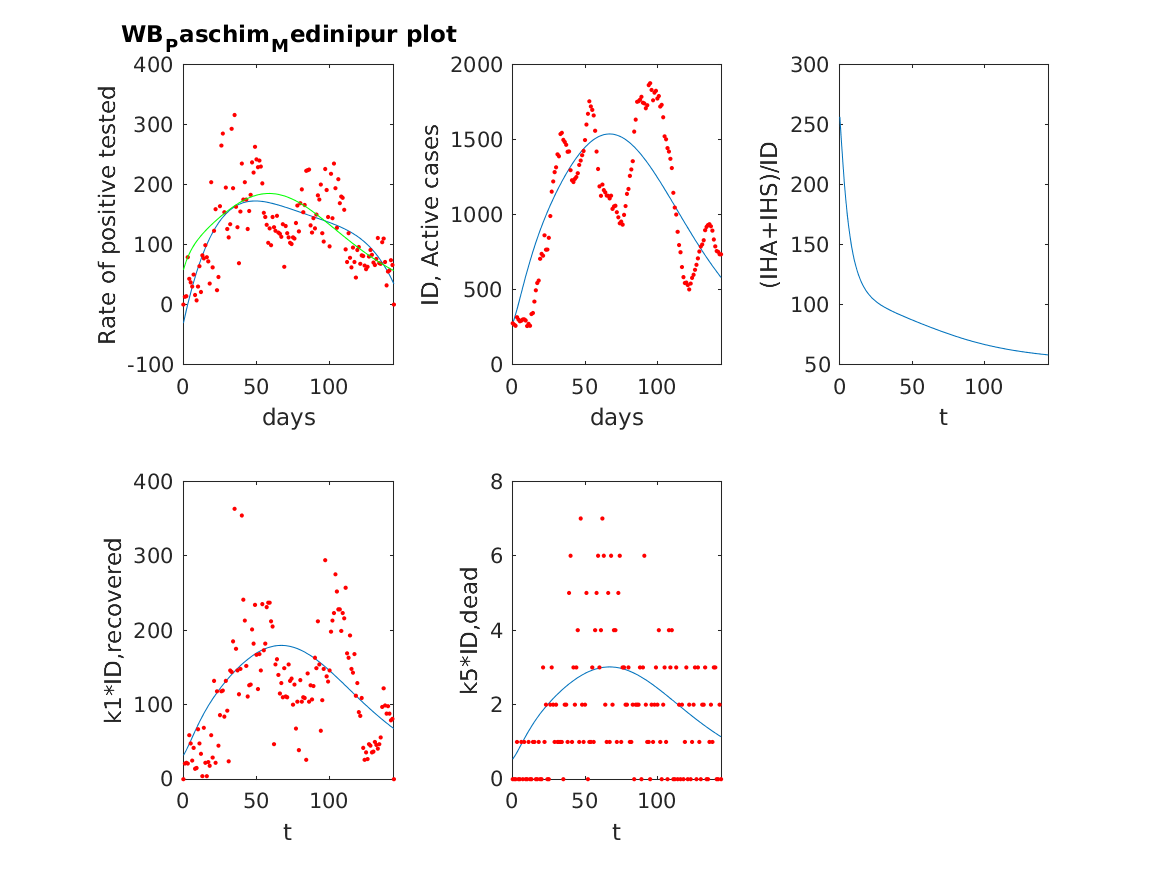 WB_Paschim_Medinipur plot
400
300
200
100
0
-100
0 50 100
days
Rate of positive tested
2000
1500
1000
500
0
0 50 100
days
ID, Active cases
300
250
200
150
100
50
0 50 100
t
(IHA+IHS)/ID
400
300
200
100
0
0 50 100
t
k1*ID,recovered
8
6
4
2
0
0 50 100
t
k5*ID,dead